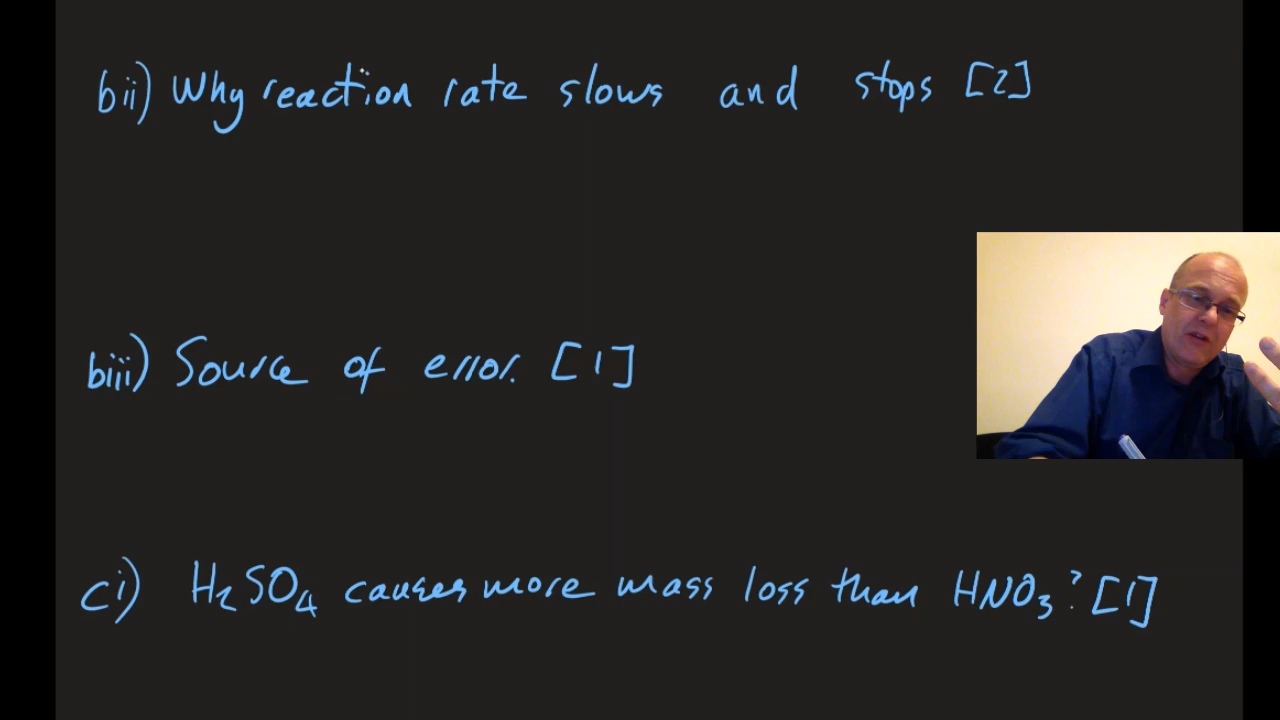 bii) Why reaction rate slows and stops [2]
biii) Source of error. [1]
ci) H₂SO₄ causes more mass loss than HNO₃? [1]